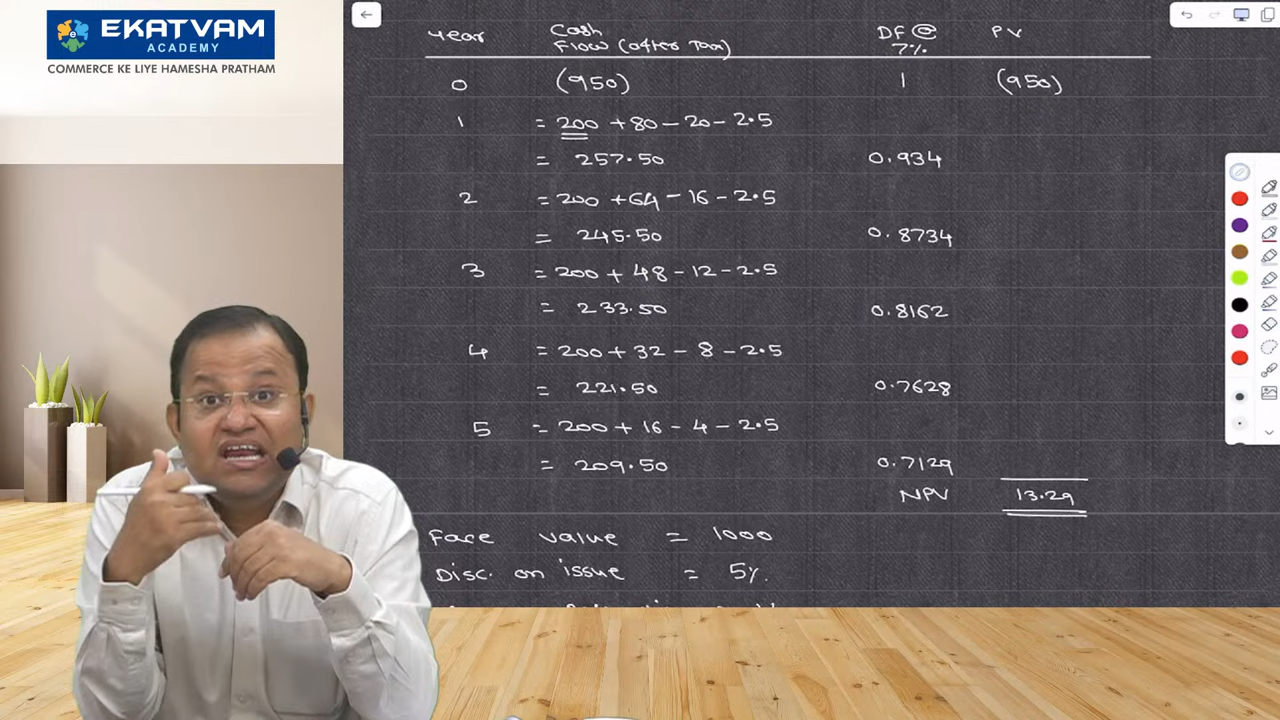 EKATVAM
ACADEMY
COMMERCE KE LIYE HAMESHA PRATHAM
Year Cash Flow (after Tax) DF @ 7% PV
0 (950) 1 (950)
1 = 200 + 80 - 20 - 2.5
= 257.50 0.934
2 = 200 + 64 - 16 - 2.5
= 245.50 0.8734
3 = 200 + 48 - 12 - 2.5
= 233.50 0.8162
4 = 200 + 32 - 8 - 2.5
= 221.50 0.7628
5 = 200 + 16 - 4 - 2.5
= 209.50 0.7129
NPV 13.29
Face value = 1000
Disc. on issue = 5%.